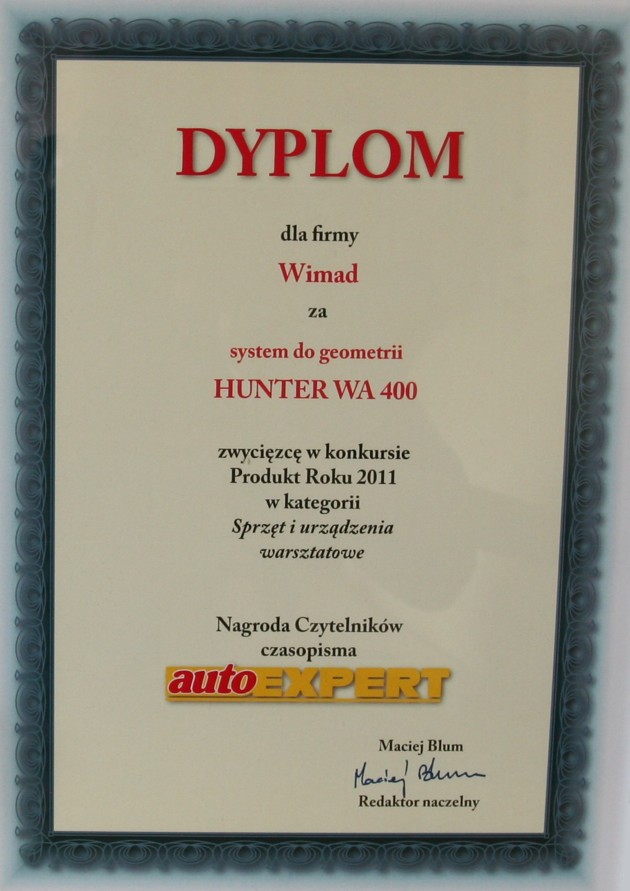 DYPLOM
dla firmy
Wimad
za
system do geometrii
HUNTER WA 400
zwycięzcę w konkursie
Produkt Roku 2011
w kategorii
Sprzęt i urządzenia
warsztatowe
Nagroda Czytelników
czasopisma
autoEXPERT
Maciej Blum
Maciej Blum
Redaktor naczelny